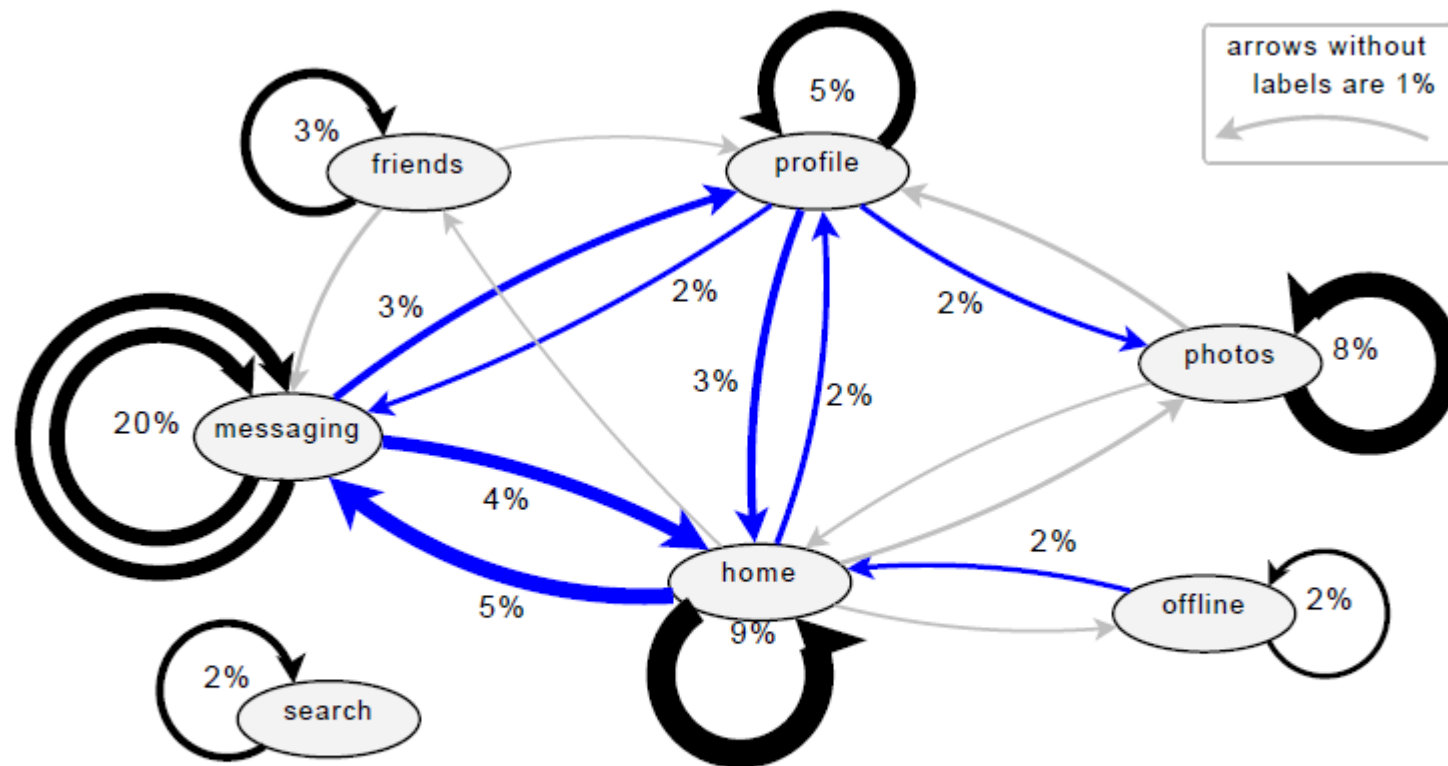 arrows without
labels are 1%
5%
3%
friends
profile
3%
2%
2%
photos
8%
3%
2%
20%
messaging
4%
2%
home
offline
2%
5%
9%
2%
search